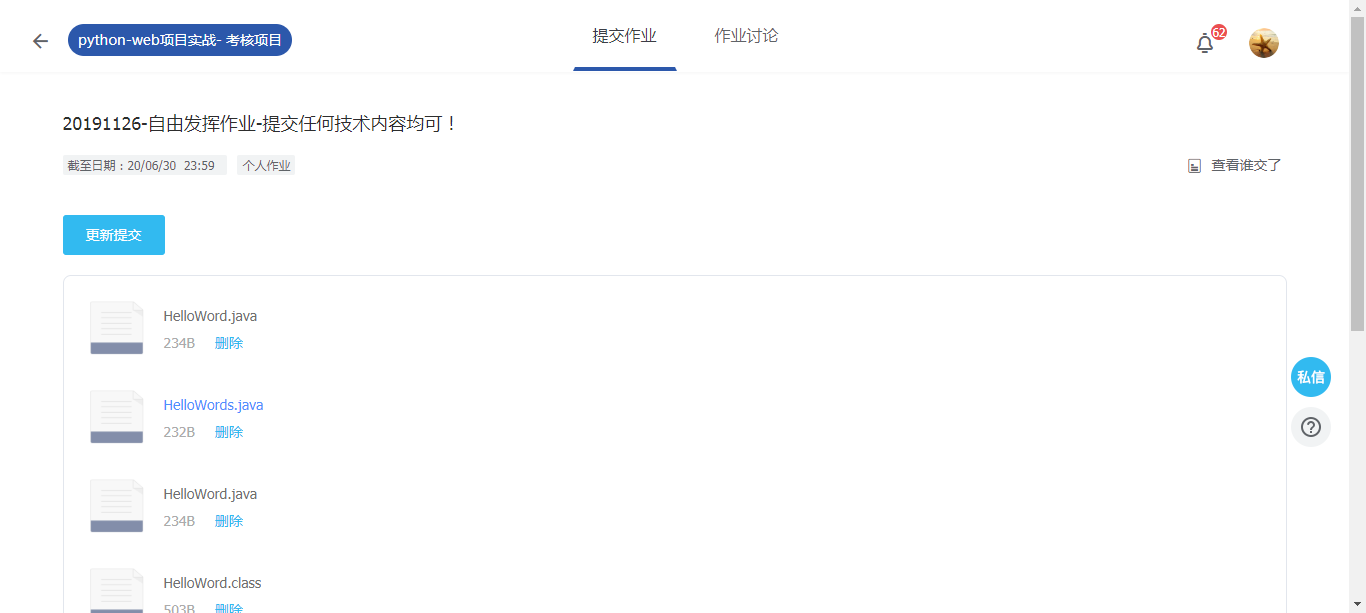 python-web项目实战- 考核项目
提交作业
作业讨论
62
20191126-自由发挥作业-提交任何技术内容均可！
截至日期：20/06/30 23:59
个人作业
查看谁交了
更新提交
HelloWord.java
234B 删除
HelloWords.java
232B 删除
私信
HelloWord.java
234B 删除
HelloWord.class
503B 删除